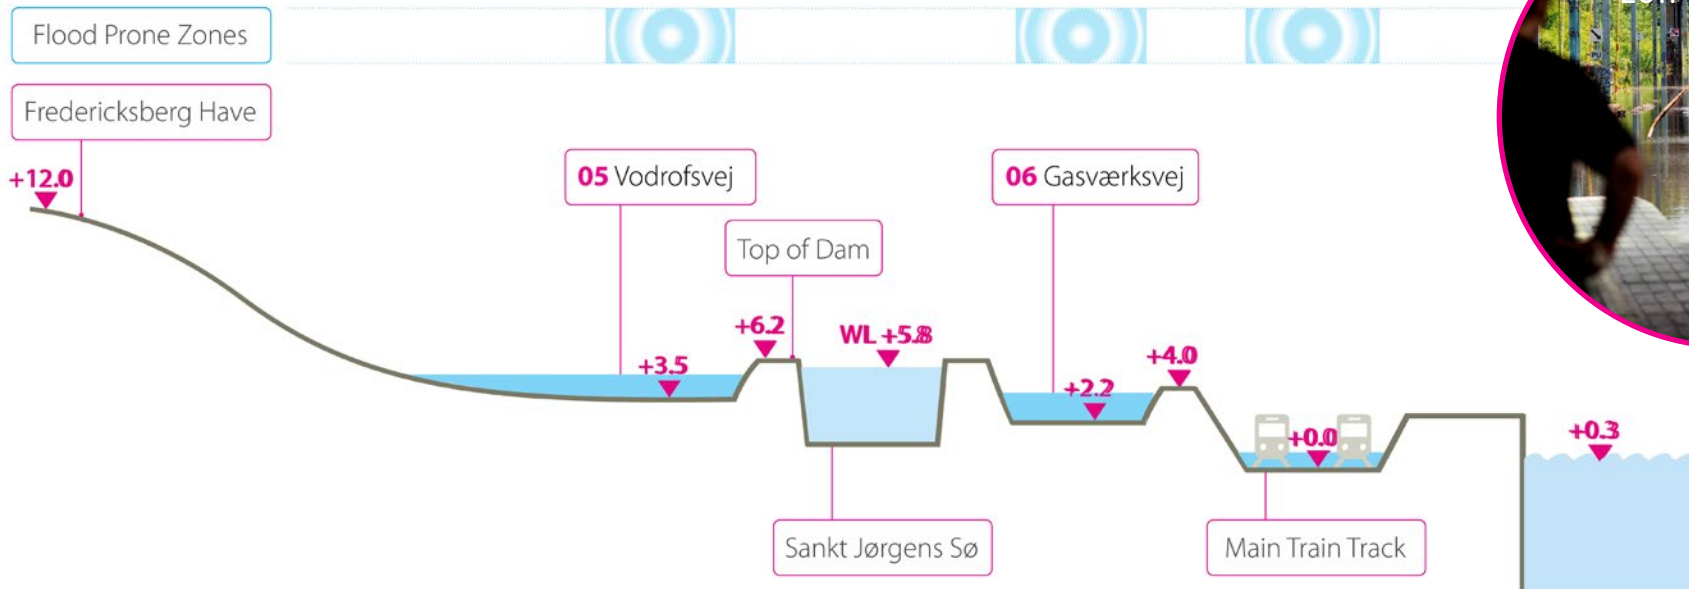 Flood Prone Zones
Fredericksberg Have
+12.0
05 Vodrofsvej
06 Gasværksvej
Top of Dam
+6.2
WL +5.8
+3.5
+4.0
+2.2
+0.0
+0.3
Sankt Jørgens Sø
Main Train Track